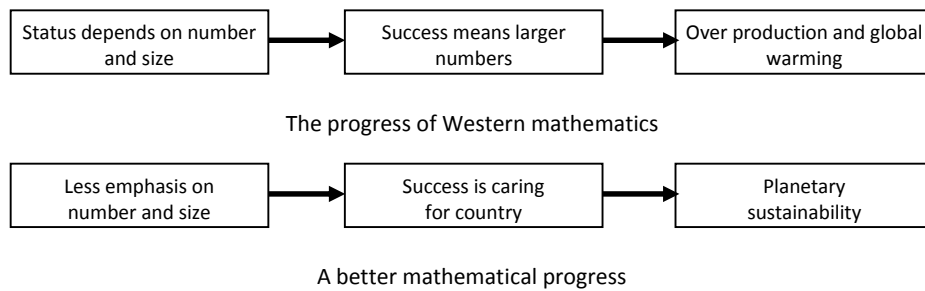 Status depends on number
and size
Success means larger
numbers
Over production and global
warming
The progress of Western mathematics
Less emphasis on
number and size
Success is caring
for country
Planetary
sustainability
A better mathematical progress